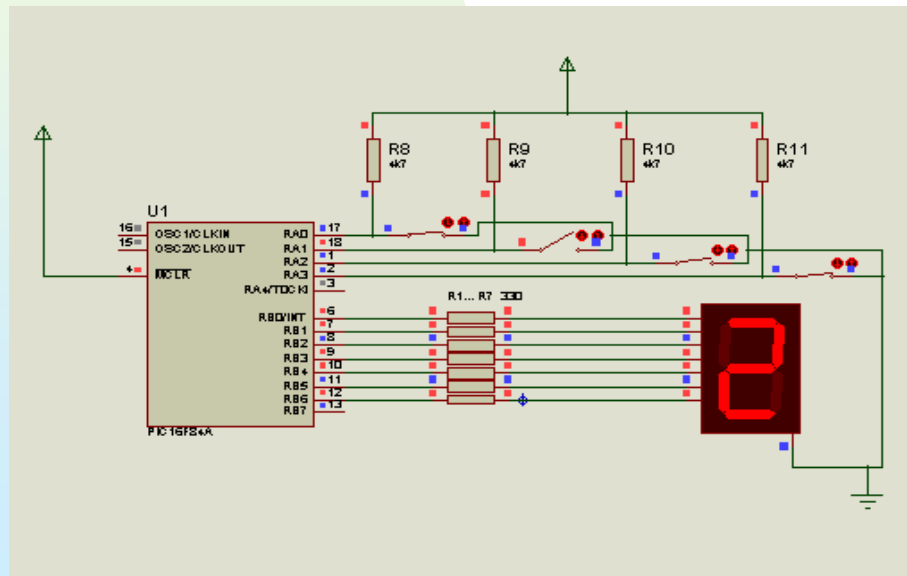 R8
4k7
R9
4k7
R10
4k7
R11
4k7
U1
16
OSC1/CLKIN
RA0
17
15
OSC2/CLKOUT
RA1
18
RA2
1
4
MCLR
RA3
2
RA4/T0CKI
3
R1... R7 330
RB0/INT
6
RB1
7
RB2
8
RB3
9
RB4
10
RB5
11
RB6
12
RB7
13
PIC16F84A
2